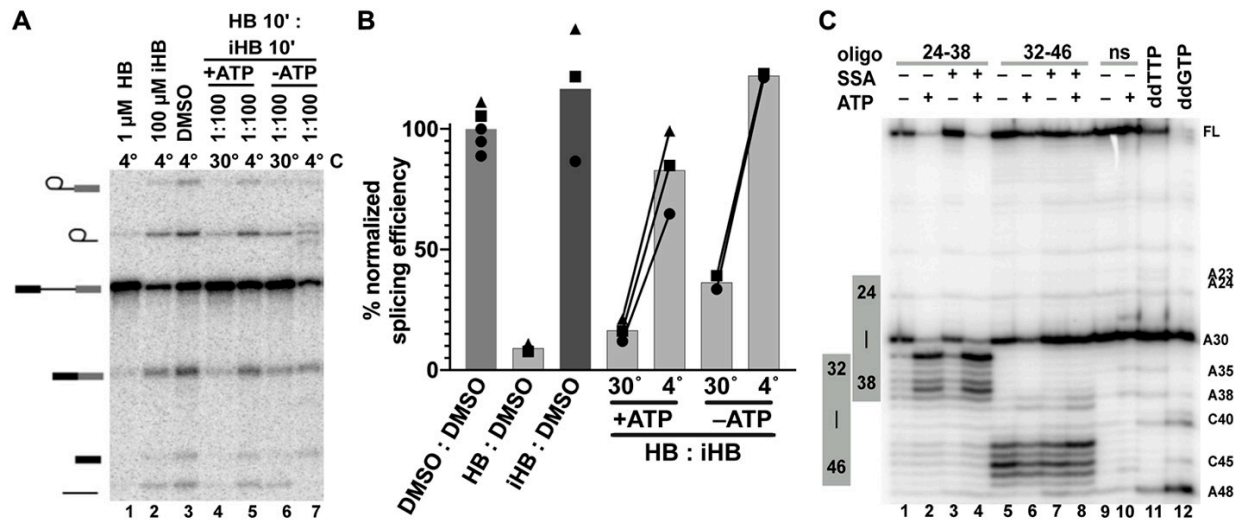 A
HB 10' :
iHB 10'
+ATP -ATP
1 µM HB
100 µM iHB
DMSO
1:100
1:100
1:100
1:100
4° 4° 4° 30° 4° 30° 4° C
1 2 3 4 5 6 7
B
% normalized
splicing efficiency
100
50
0
DMSO : DMSO
HB : DMSO
iHB : DMSO
30° 4° 30° 4°
+ATP –ATP
HB : iHB
C
oligo 24-38 32-46 ns ddTTP ddGTP
SSA – – + + – – + +
ATP – + – + – + – + – +
FL
A23
A24
A30
A35
A38
C40
C45
A48
24
|
38
32
|
46
1 2 3 4 5 6 7 8 9 10 11 12